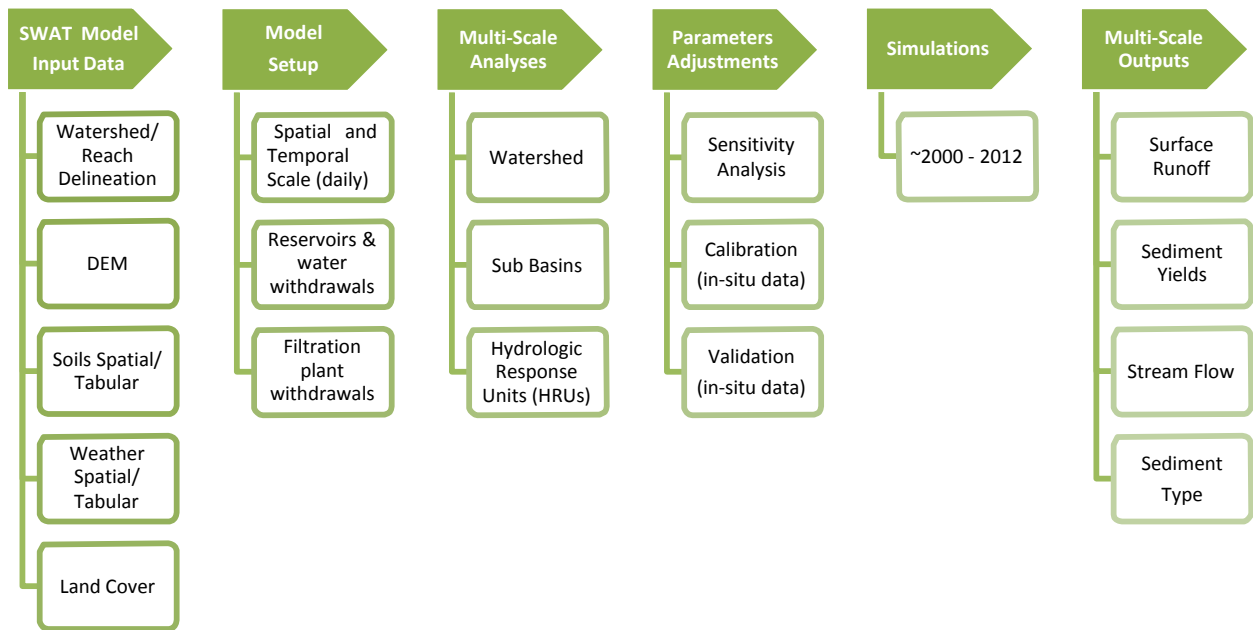 SWAT Model
Input Data
Watershed/
Reach
Delineation
DEM
Soils Spatial/
Tabular
Weather
Spatial/
Tabular
Land Cover
Model
Setup
Spatial and
Temporal
Scale (daily)
Reservoirs &
water
withdrawals
Filtration
plant
withdrawals
Multi-Scale
Analyses
Watershed
Sub Basins
Hydrologic
Response
Units (HRUs)
Parameters
Adjustments
Sensitivity
Analysis
Calibration
(in-situ data)
Validation
(in-situ data)
Simulations
~2000 - 2012
Multi-Scale
Outputs
Surface
Runoff
Sediment
Yields
Stream Flow
Sediment
Type